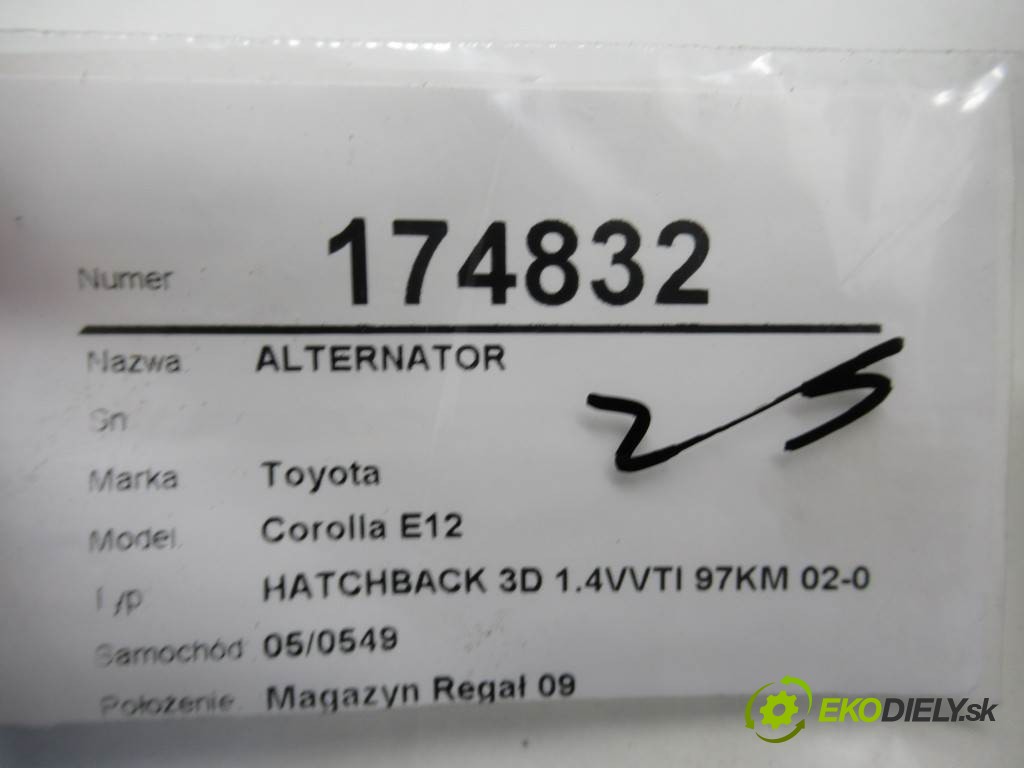 Numer 174832
Nazwa ALTERNATOR
Sn
25
Marka Toyota
Model Corolla E12
Typ HATCHBACK 3D 1.4VVTI 97KM 02-0
Samochód 05/0549
Położenie Magazyn Regał 09
EKODIELY.sk